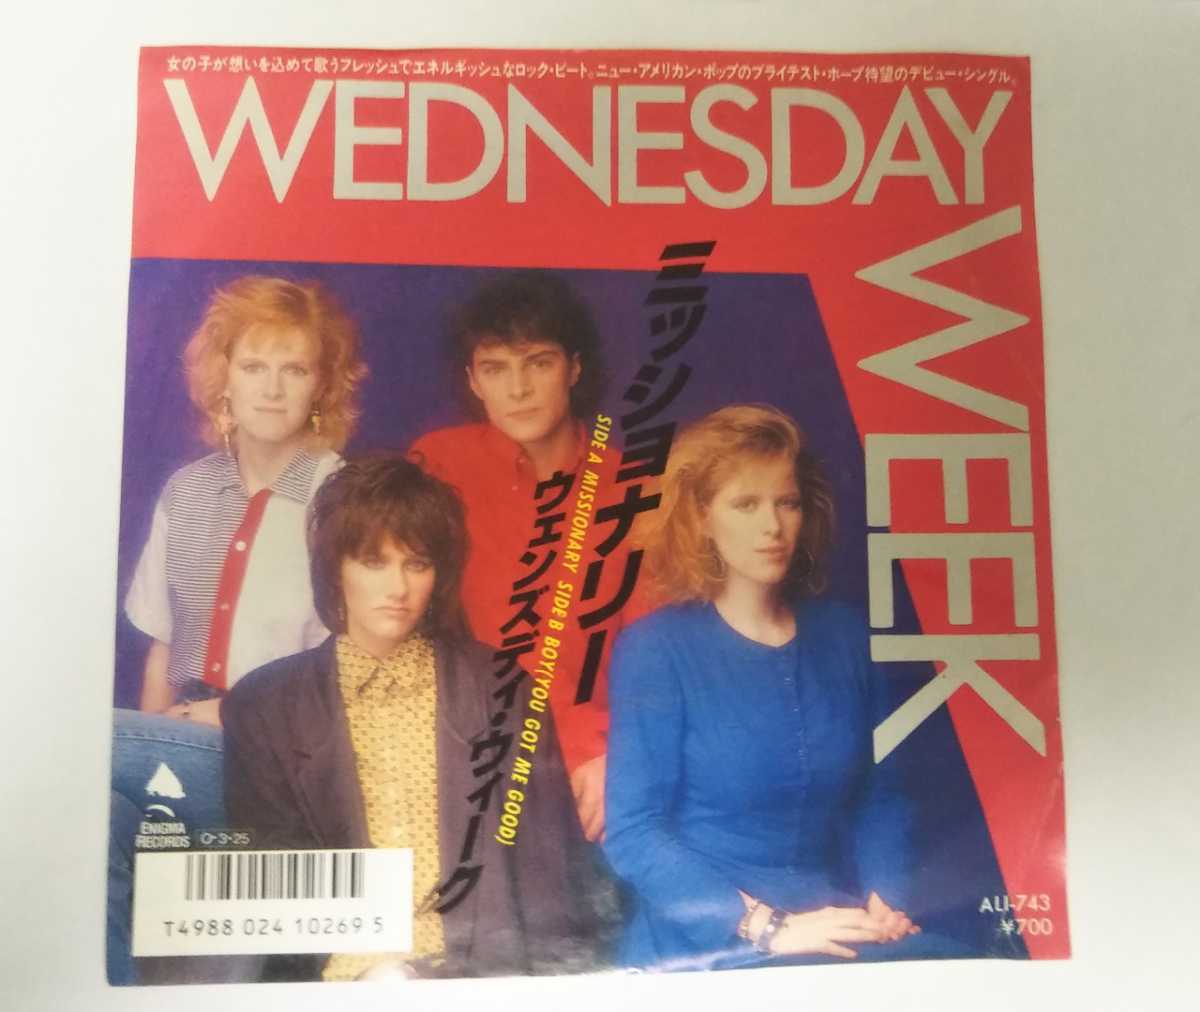 女の子が想いを込めて歌うフレッシュでエネルギッシュなロック・ビート。ニュー・アメリカン・ポップのブライテスト・ホープ待望のデビュー・シングル。
WEDNESDAY
WEEK
ミッショナリー
SIDE A MISSIONARY SIDE B BOY(YOU GOT ME GOOD)
ウェンズデイ・ウィーク
ENIGMA
RECORDS
O・3・25
T4988 024 10269 5
ALI-743
¥700